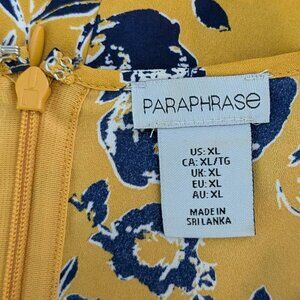 PARAPHRASE
US: XL
CA: XL/TG
UK: XL
EU: XL
AU: XL
MADE IN
SRI LANKA